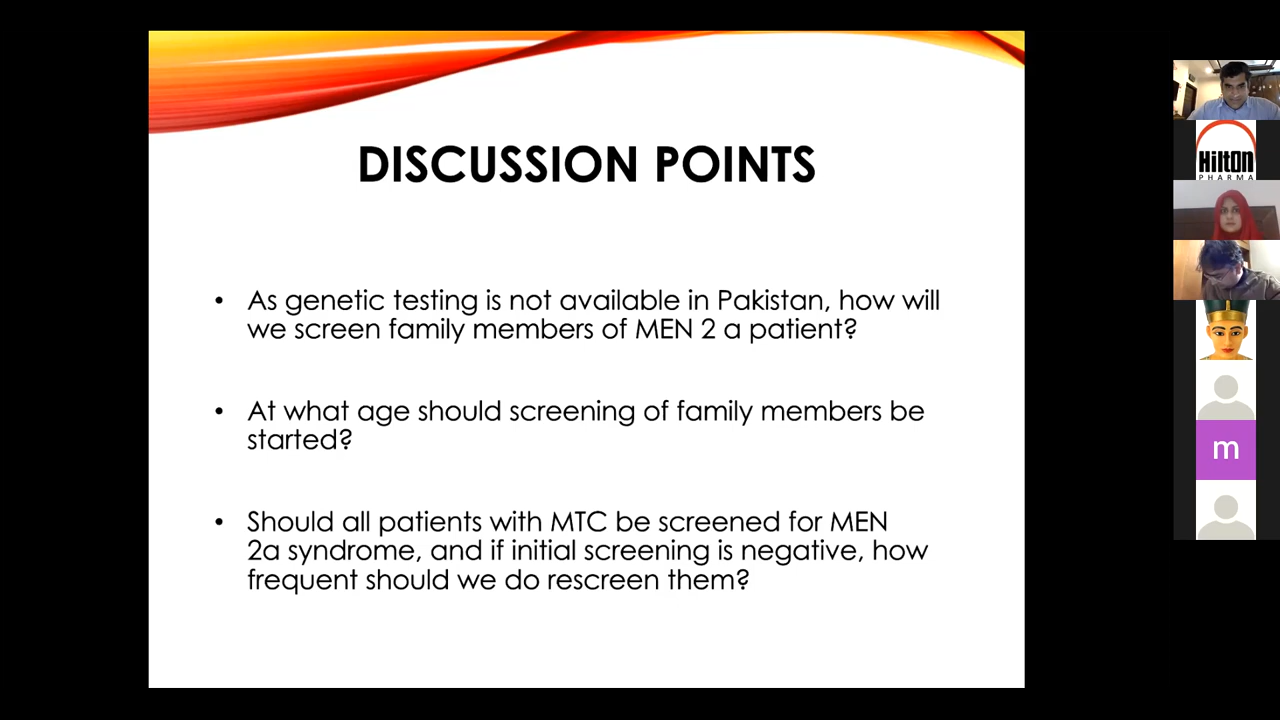 DISCUSSION POINTS
• As genetic testing is not available in Pakistan, how will
we screen family members of MEN 2 a patient?
• At what age should screening of family members be
started?
• Should all patients with MTC be screened for MEN
2a syndrome, and if initial screening is negative, how
frequent should we do rescreen them?
Hilton
PHARMA
m